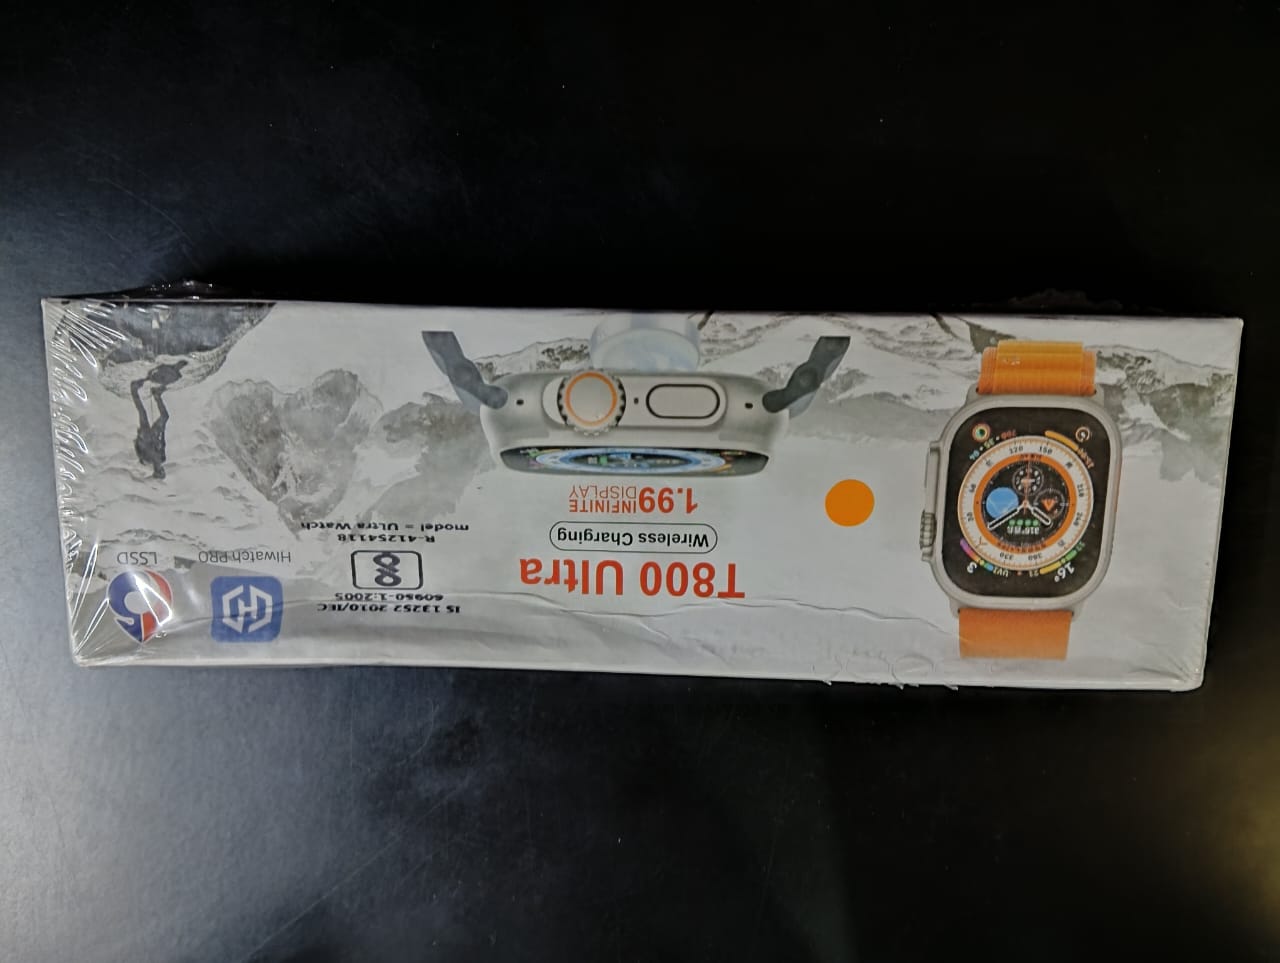 T800 Ultra
Wireless Charging
1.99 INFINITE
DISPLAY
IS 13252 2010/IEC
60950-1:2005
R-41254118
model = Ultra Watch
HiWatch PRO
LSSD